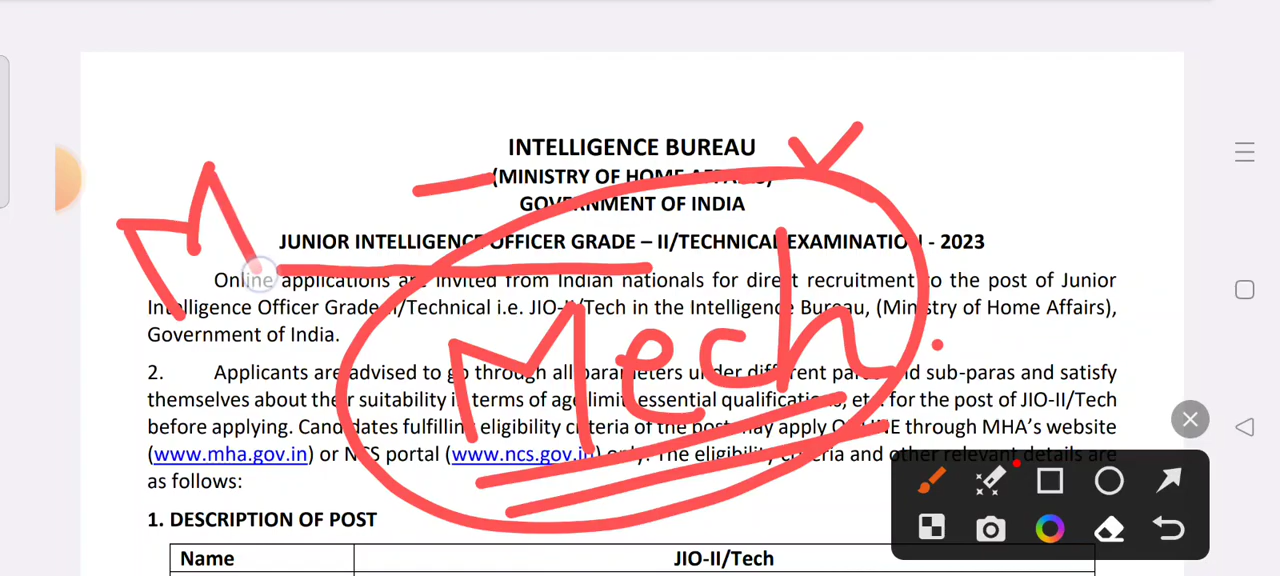 INTELLIGENCE BUREAU
(MINISTRY OF HOME AFFAIRS)
GOVERNMENT OF INDIA
JUNIOR INTELLIGENCE OFFICER GRADE – II/TECHNICAL EXAMINATION - 2023
Online applications are invited from Indian nationals for direct recruitment to the post of Junior
Intelligence Officer Grade-II/Technical i.e. JIO-II/Tech in the Intelligence Bureau, (Ministry of Home Affairs),
Government of India.
Mech
2. Applicants are advised to go through all parameters under different paras and sub-paras and satisfy
themselves about their suitability in terms of age limit, essential qualifications, etc. for the post of JIO-II/Tech
before applying. Candidates fulfilling eligibility criteria of the post may apply ONLINE through MHA's website
(www.mha.gov.in) or NCS portal (www.ncs.gov.in) only. The eligibility criteria and other relevant details are
as follows:
1. DESCRIPTION OF POST
Name JIO-II/Tech